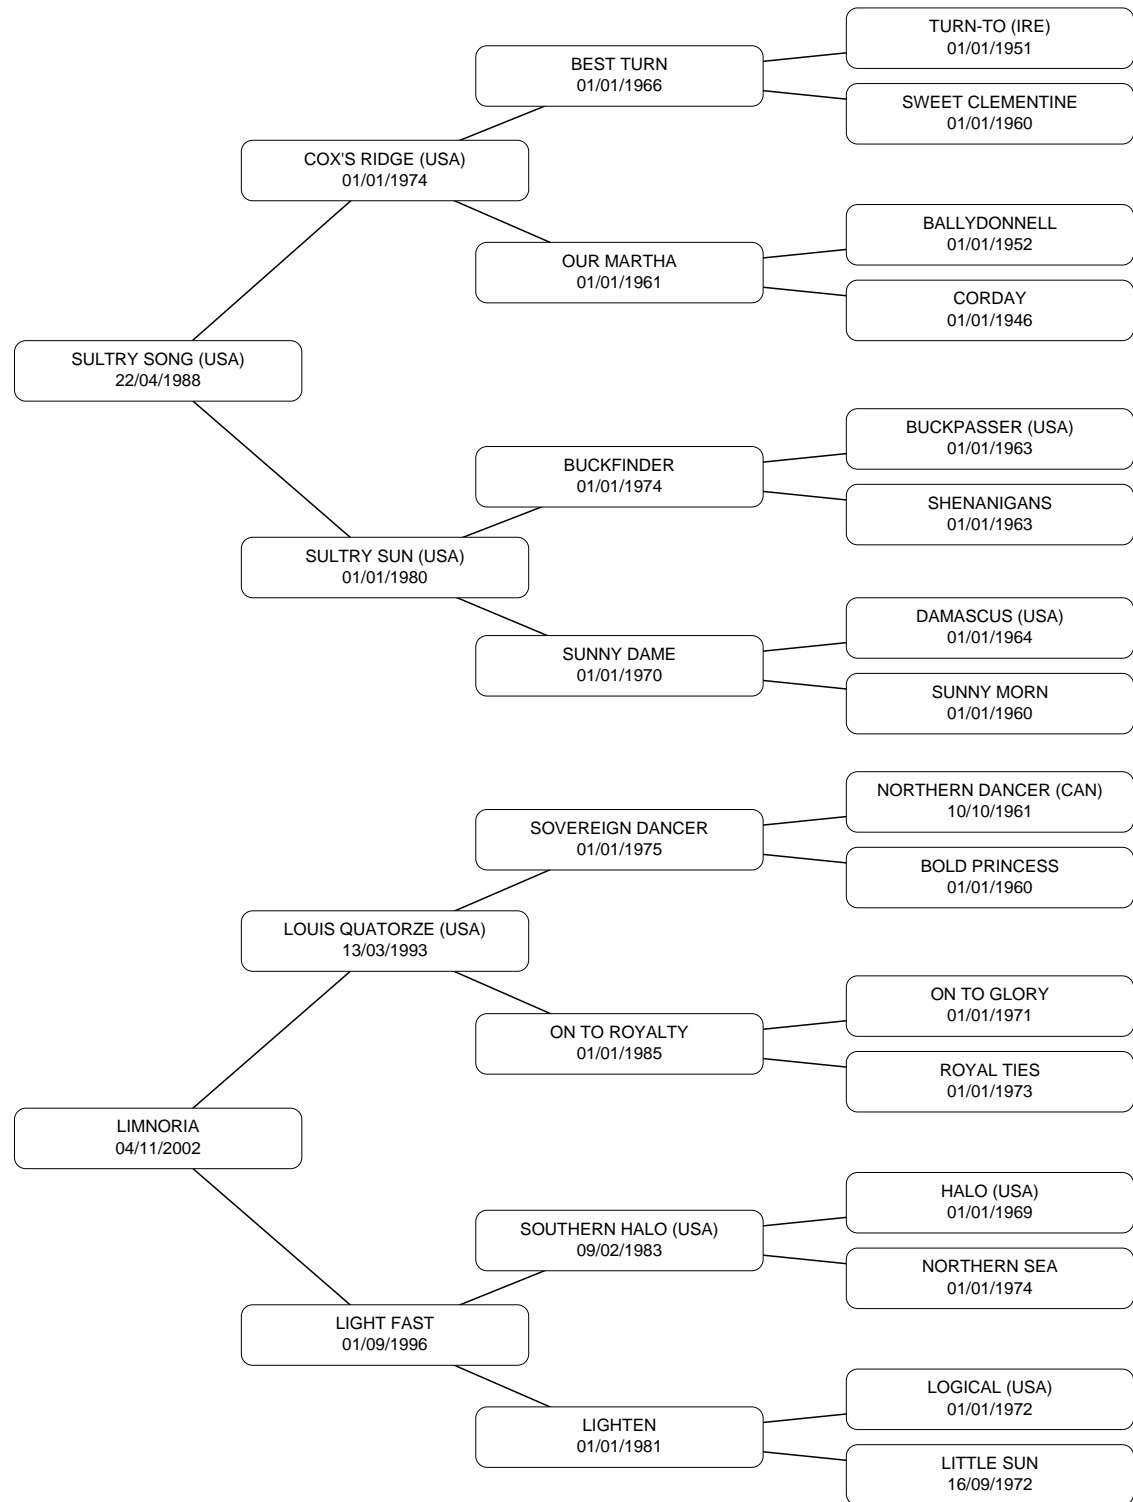 TURN-TO (IRE)
01/01/1951
BEST TURN
01/01/1966
SWEET CLEMENTINE
01/01/1960
COX'S RIDGE (USA)
01/01/1974
BALLYDONNELL
01/01/1952
OUR MARTHA
01/01/1961
CORDAY
01/01/1946
SULTRY SONG (USA)
22/04/1988
BUCKPASSER (USA)
01/01/1963
BUCKFINDER
01/01/1974
SHENANIGANS
01/01/1963
SULTRY SUN (USA)
01/01/1980
DAMASCUS (USA)
01/01/1964
SUNNY DAME
01/01/1970
SUNNY MORN
01/01/1960
NORTHERN DANCER (CAN)
10/10/1961
SOVEREIGN DANCER
01/01/1975
BOLD PRINCESS
01/01/1960
LOUIS QUATORZE (USA)
13/03/1993
ON TO GLORY
01/01/1971
ON TO ROYALTY
01/01/1985
ROYAL TIES
01/01/1973
LIMNORIA
04/11/2002
HALO (USA)
01/01/1969
SOUTHERN HALO (USA)
09/02/1983
NORTHERN SEA
01/01/1974
LIGHT FAST
01/09/1996
LOGICAL (USA)
01/01/1972
LIGHTEN
01/01/1981
LITTLE SUN
16/09/1972